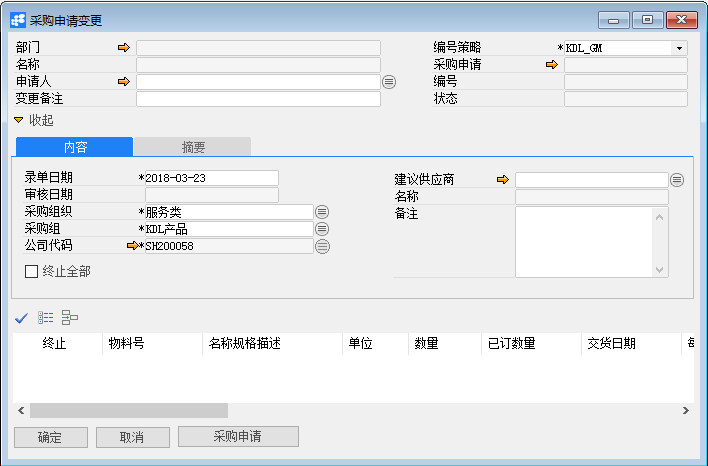 采购申请变更
部门
编号策略 *KDL_GM
名称
采购申请
申请人
编号
变更备注
状态
收起
内容 摘要
录单日期 *2018-03-23
建议供应商
审核日期
名称
采购组织 *服务类
备注
采购组 *KDL产品
公司代码 *SH200058
终止全部
终止 物料号 名称规格描述 单位 数量 已订数量 交货日期
确定 取消 采购申请